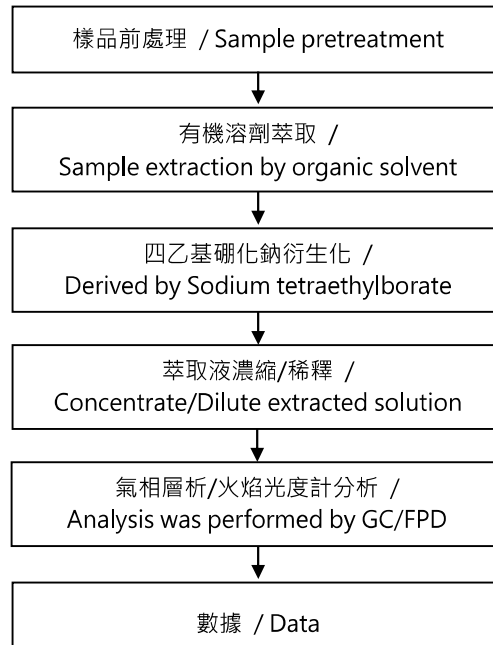 樣品前處理 / Sample pretreatment
有機溶劑萃取 /
Sample extraction by organic solvent
四乙基硼化鈉衍生化 /
Derived by Sodium tetraethylborate
萃取液濃縮/稀釋 /
Concentrate/Dilute extracted solution
氣相層析/火焰光度計分析 /
Analysis was performed by GC/FPD
數據 / Data